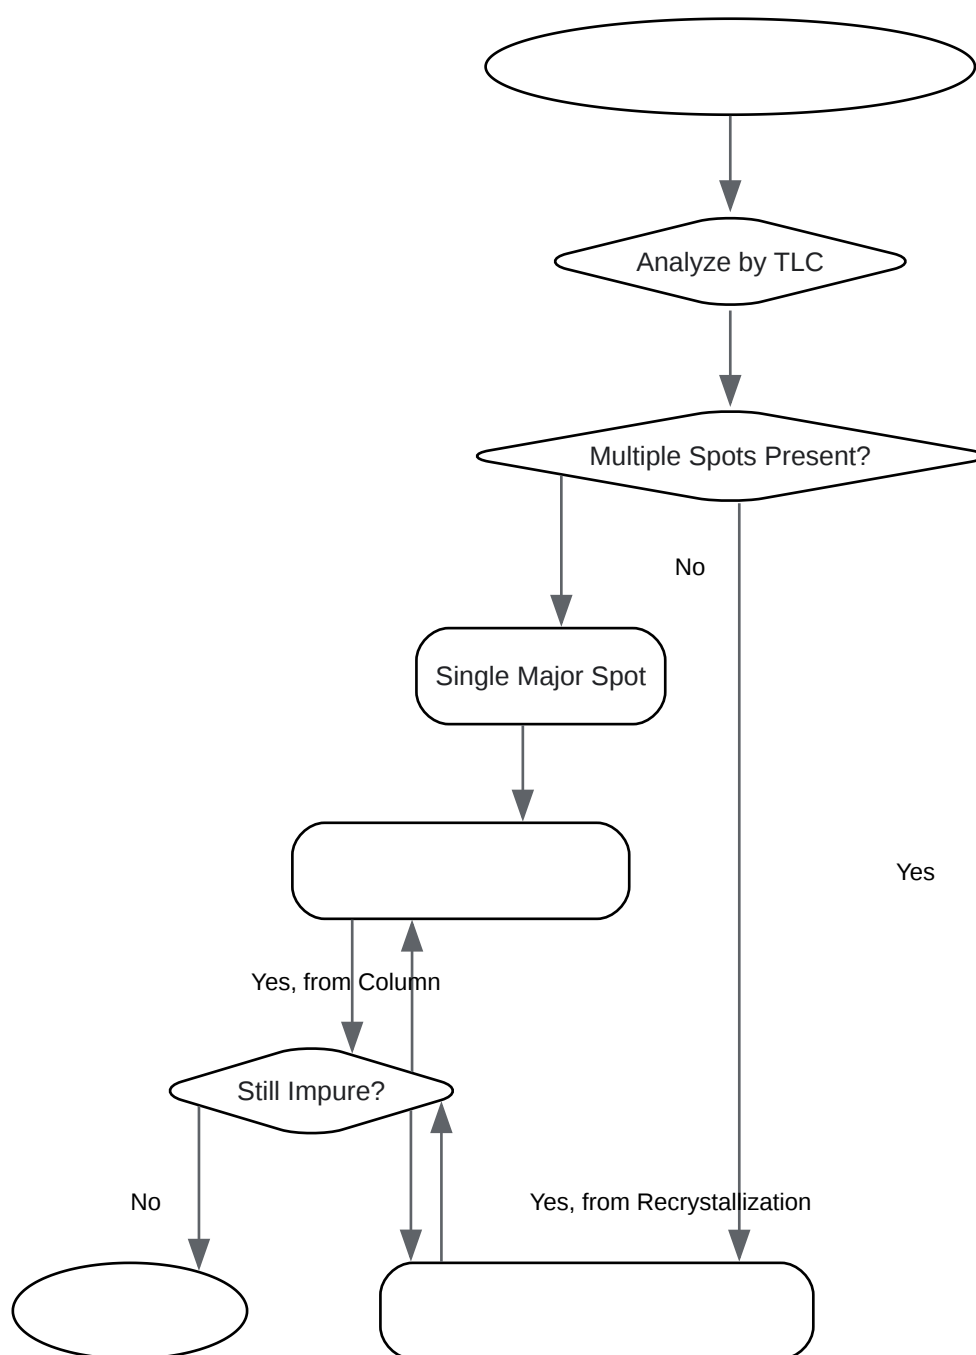 Analyze by TLC
Multiple Spots Present?
No
Single Major Spot
Yes
Yes, from Column
Still Impure?
No
Yes, from Recrystallization